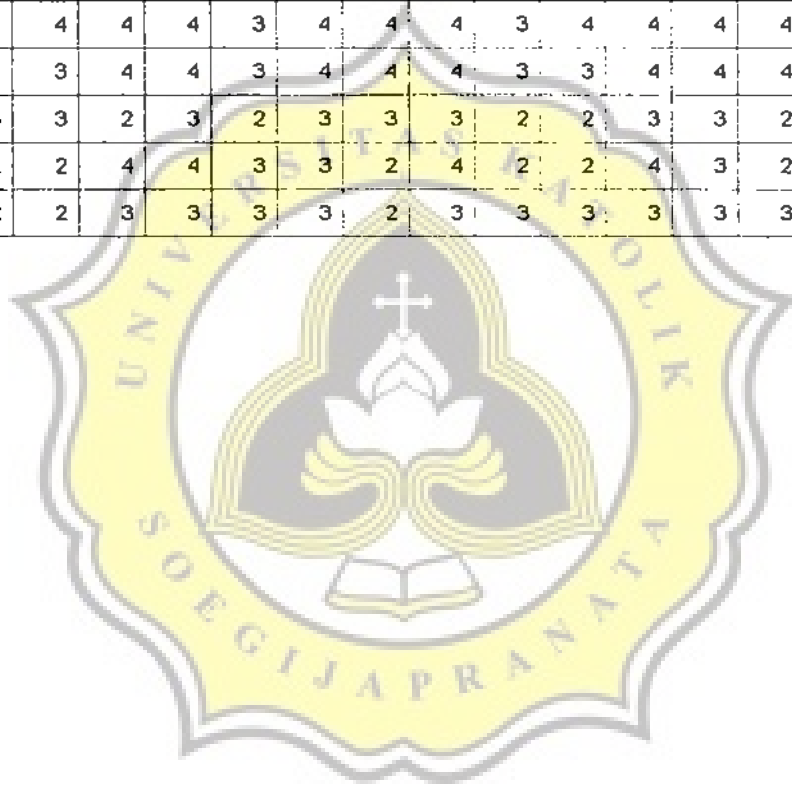 4 4 4 3 4 4 4 3 4 4 4 4
3 4 4 3 4 4 4 3 3 4 4 4
3 2 3 2 3 3 3 2 2 3 3 2
2 4 4 3 3 2 4 2 2 4 3 2
2 3 3 3 3 2 3 3 3 3 3 3
UNIVERSITAS KATOLIK
SOEGIJAPRANATA